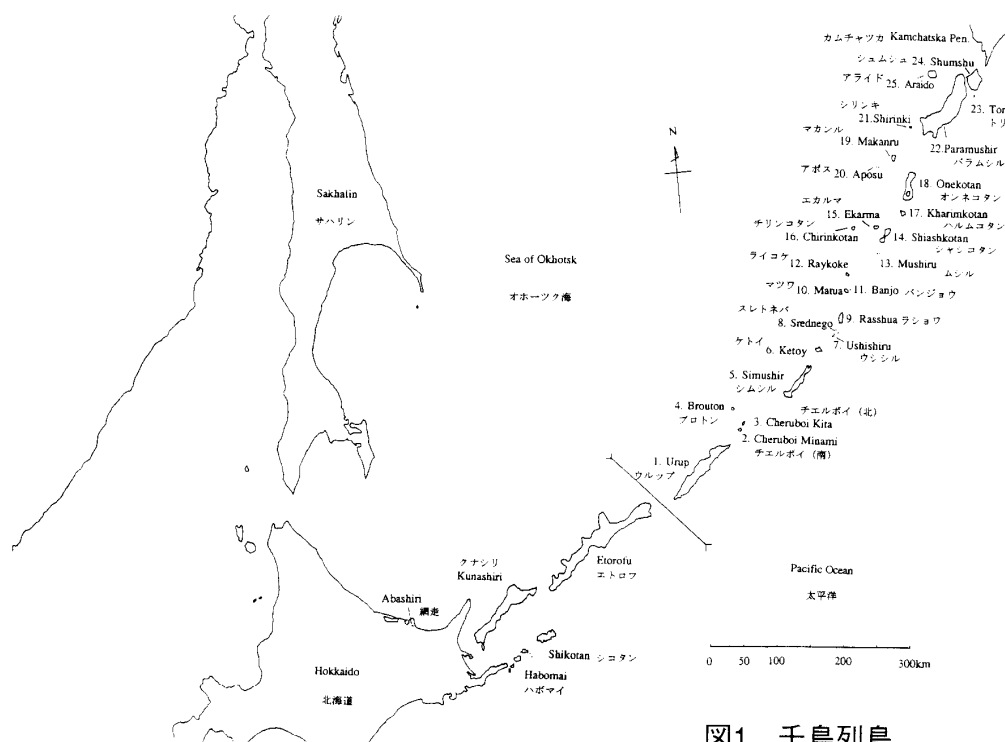 カムチャツカ Kamchatska Pen.
シュムシュ 24. Shumshu
アライド 25. Araido
シリンキ
21.Shirinki
23. Tor
トリ
マカンル
19. Makanru
22.Paramushir
パラムシル
アポス 20. Aposu
18. Onekotan
オンネコタン
エカルマ
15. Ekarma
17. Kharimkotan
ハルムコタン
チリンコタン
16. Chirinkotan
14. Shiashkotan
シャシコタン
ライコケ 12. Raykoke
13. Mushiru
ムシル
マツワ 10. Matua
11. Banjo バンジョウ
スレトネバ
8. Srednego
9. Rasshua ラショウ
7. Ushishiru
ウシシル
ケトイ 6. Ketoy
5. Simushir
シムシル
4. Brouton
ブロトン
チエルボイ（北）
3. Cheruboi Kita
2. Cheruboi Minami
チエルボイ（南）
1. Urup
ウルップ
N
Sakhalin
サハリン
Sea of Okhotsk
オホーツク海
Etorofu
エトロフ
クナシリ
Kunashiri
Pacific Ocean
太平洋
Abashiri
網走
Shikotan シコタン
Habomai
ハボマイ
Hokkaido
北海道
0 50 100 200 300km
図1 千島列島